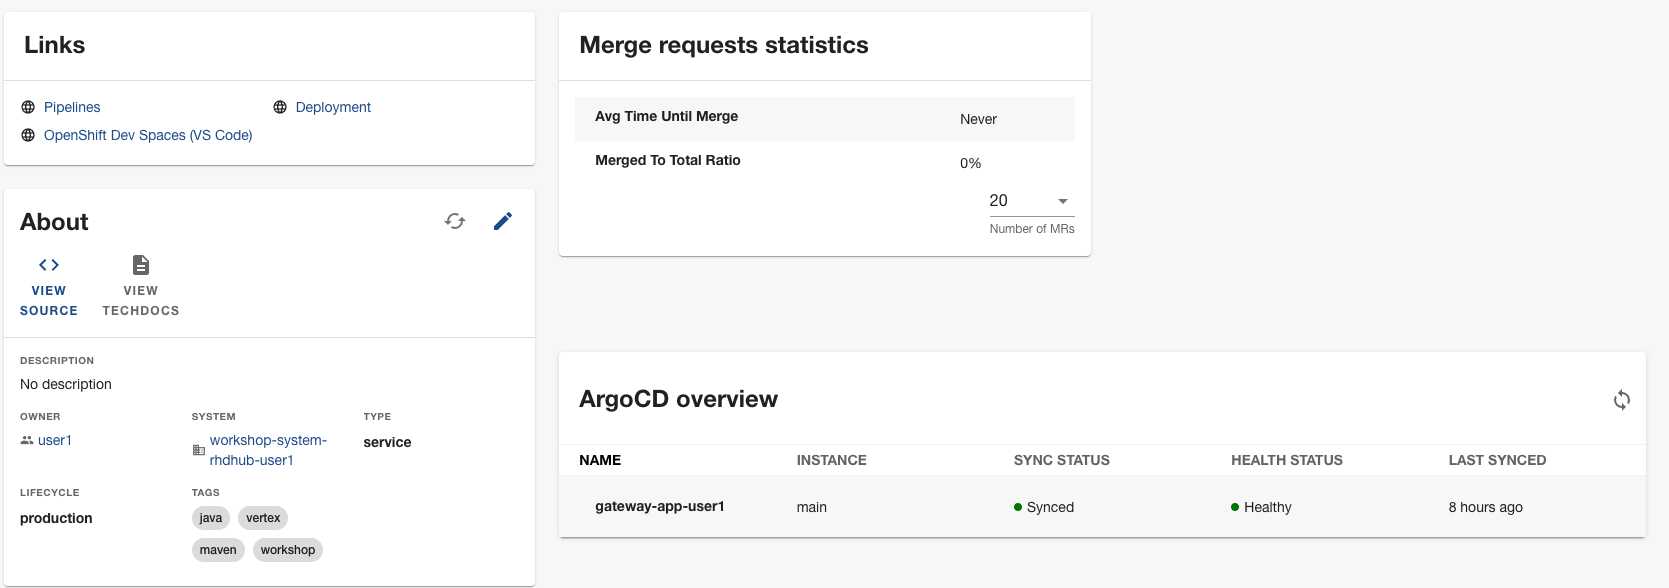 Links
Pipelines
Deployment
OpenShift Dev Spaces (VS Code)
About
VIEW
SOURCE
VIEW
TECHDOCS
DESCRIPTION
No description
OWNER
user1
SYSTEM
workshop-system-
rhdhub-user1
TYPE
service
LIFECYCLE
production
TAGS
java vertex
maven workshop
Merge requests statistics
Avg Time Until Merge Never
Merged To Total Ratio 0%
20
Number of MRs
ArgoCD overview
NAME INSTANCE SYNC STATUS HEALTH STATUS LAST SYNCED
gateway-app-user1 main Synced Healthy 8 hours ago